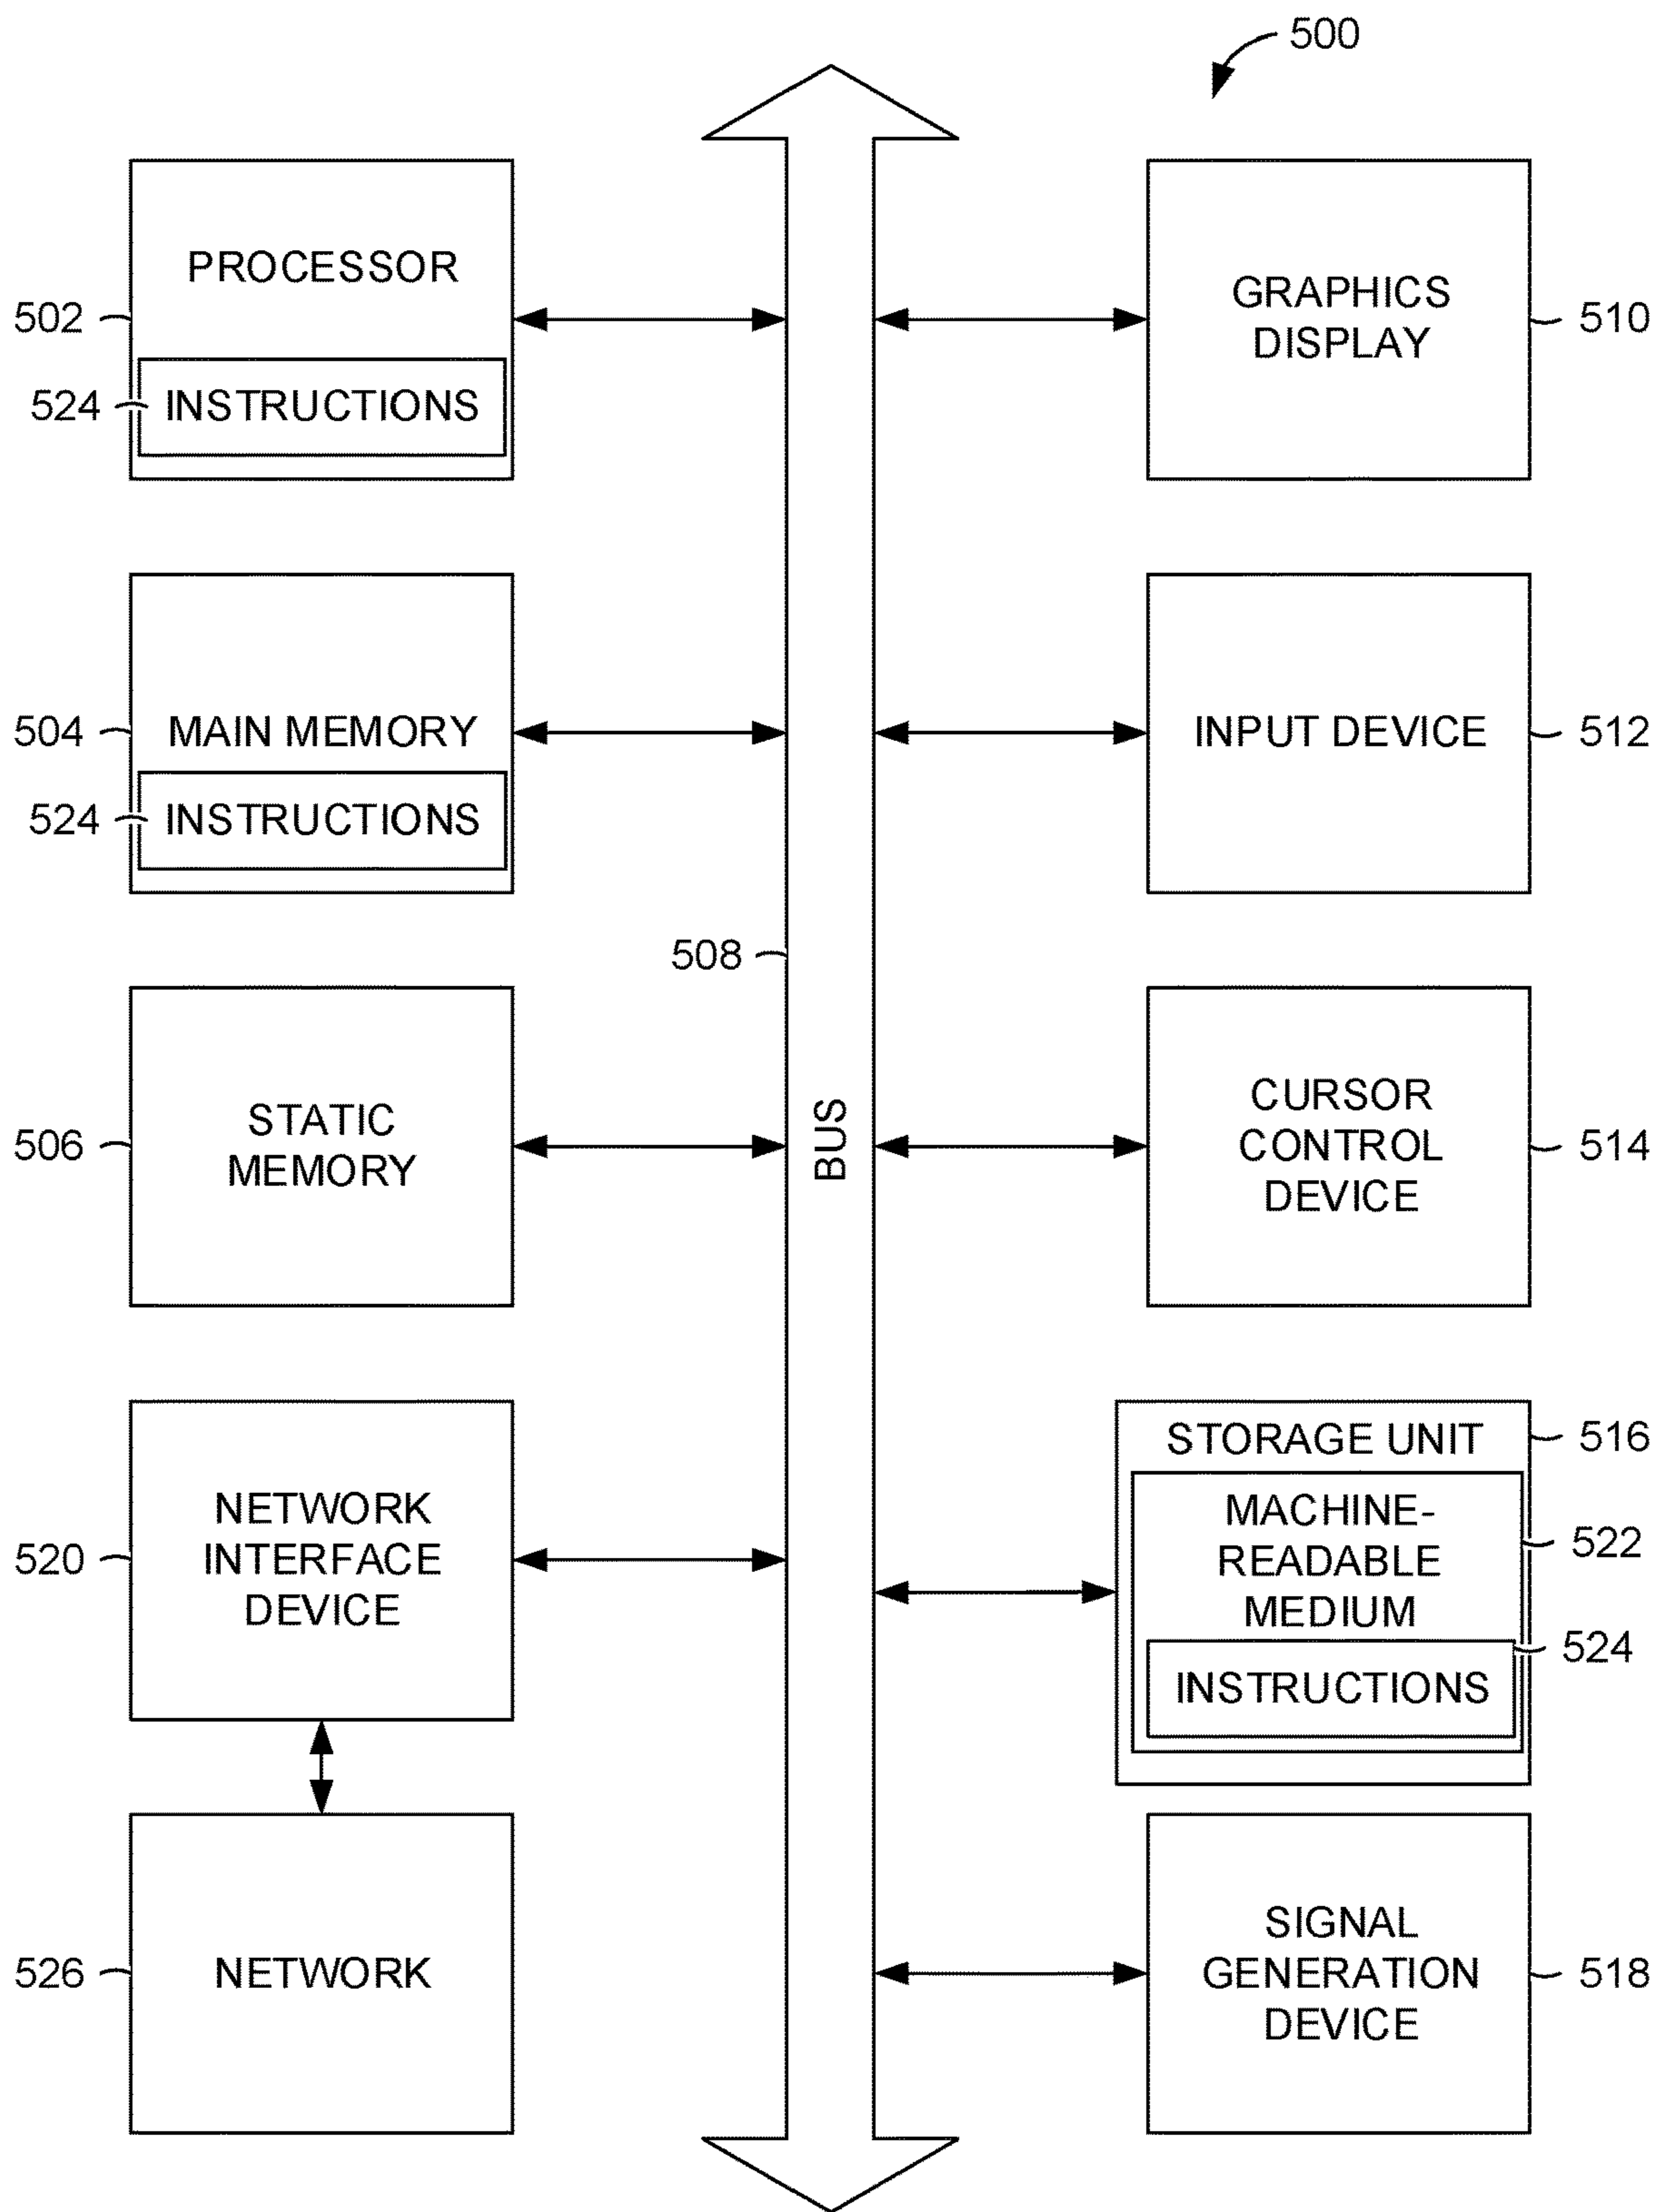 500
PROCESSOR
502
524
INSTRUCTIONS
GRAPHICS
DISPLAY
510
504
MAIN MEMORY
524
INSTRUCTIONS
INPUT DEVICE
512
508
BUS
506
STATIC
MEMORY
CURSOR
CONTROL
DEVICE
514
520
NETWORK
INTERFACE
DEVICE
STORAGE UNIT
516
MACHINE-
READABLE
MEDIUM
522
524
INSTRUCTIONS
526
NETWORK
SIGNAL
GENERATION
DEVICE
518